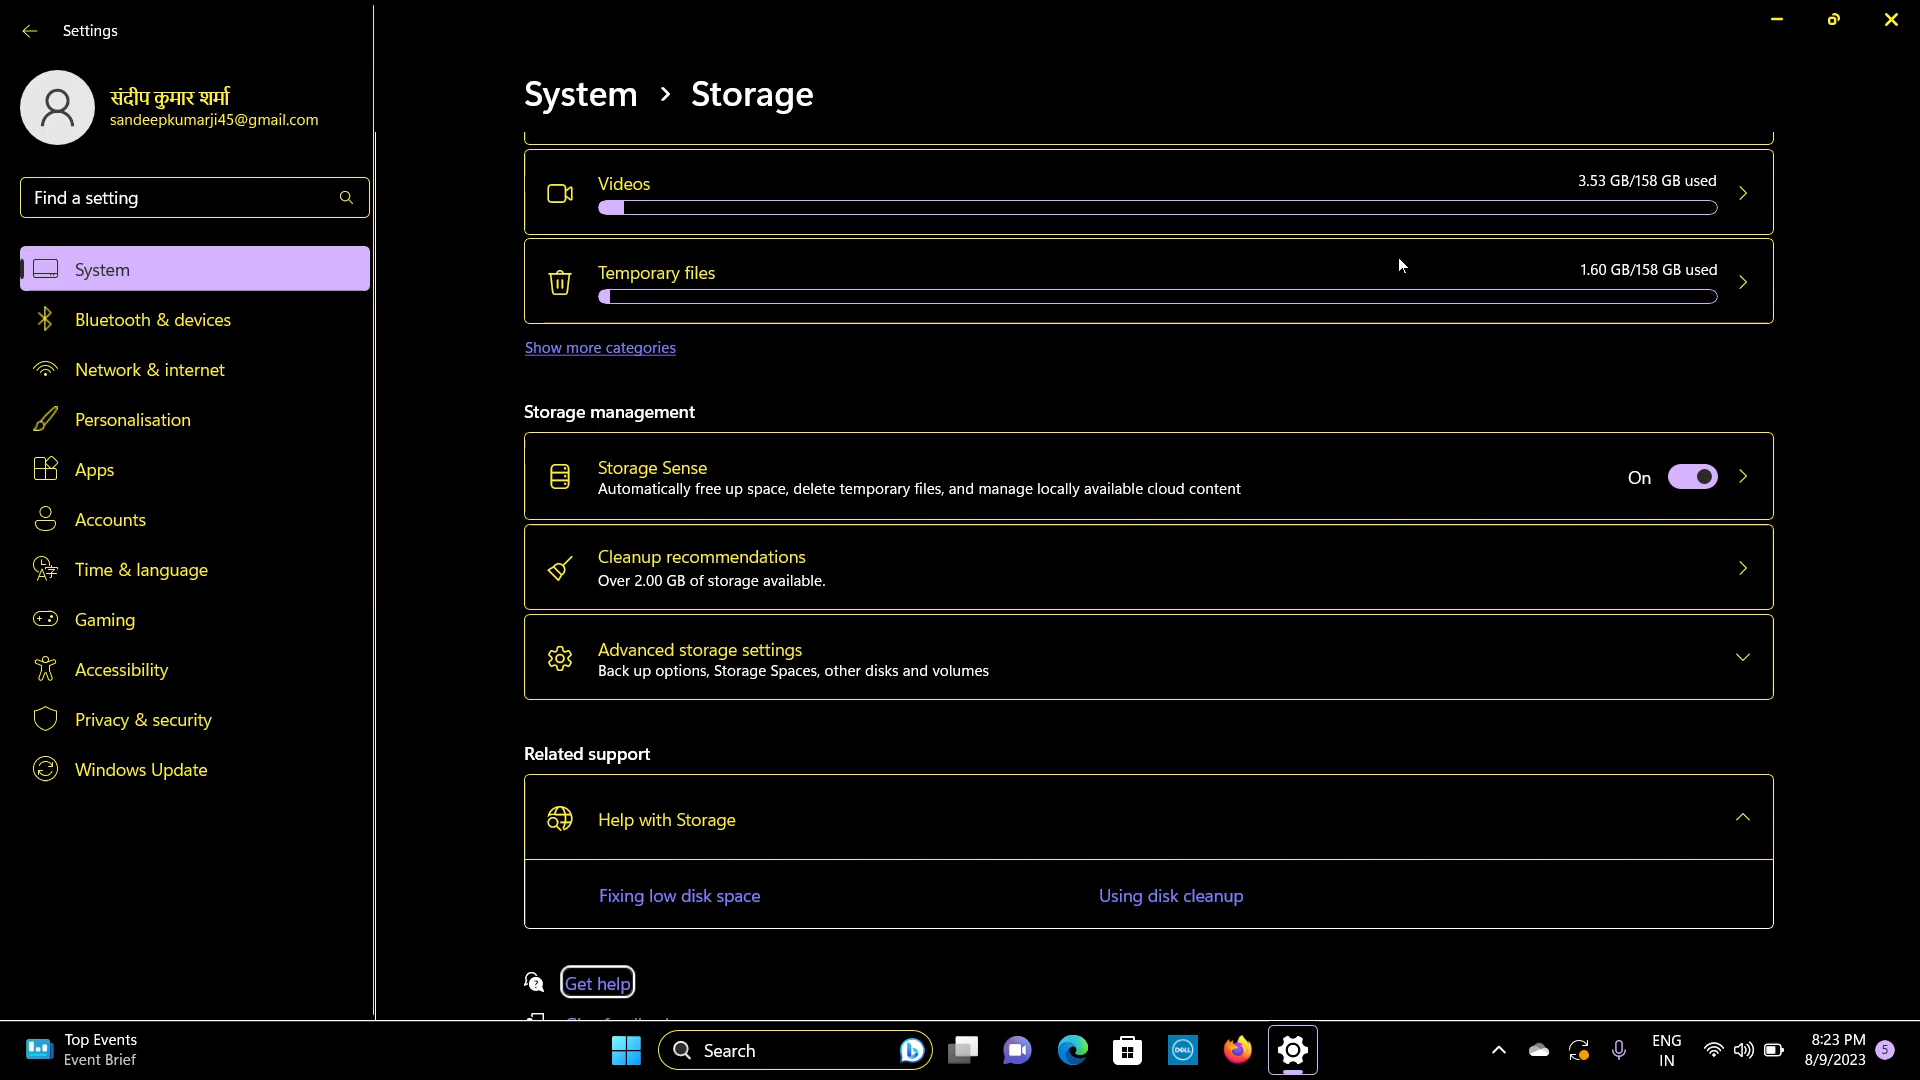 Settings
संदीप कुमार शर्मा
sandeepkumarji45@gmail.com
Find a setting
System
Bluetooth & devices
Network & internet
Personalisation
Apps
Accounts
Time & language
Gaming
Accessibility
Privacy & security
Windows Update
System > Storage
Videos
3.53 GB/158 GB used
Temporary files
1.60 GB/158 GB used
Show more categories
Storage management
Storage Sense
Automatically free up space, delete temporary files, and manage locally available cloud content
On
Cleanup recommendations
Over 2.00 GB of storage available.
Advanced storage settings
Back up options, Storage Spaces, other disks and volumes
Related support
Help with Storage
Fixing low disk space
Using disk cleanup
Get help
Top Events
Event Brief
Search
DELL
ENG
IN
8:23 PM
8/9/2023
5